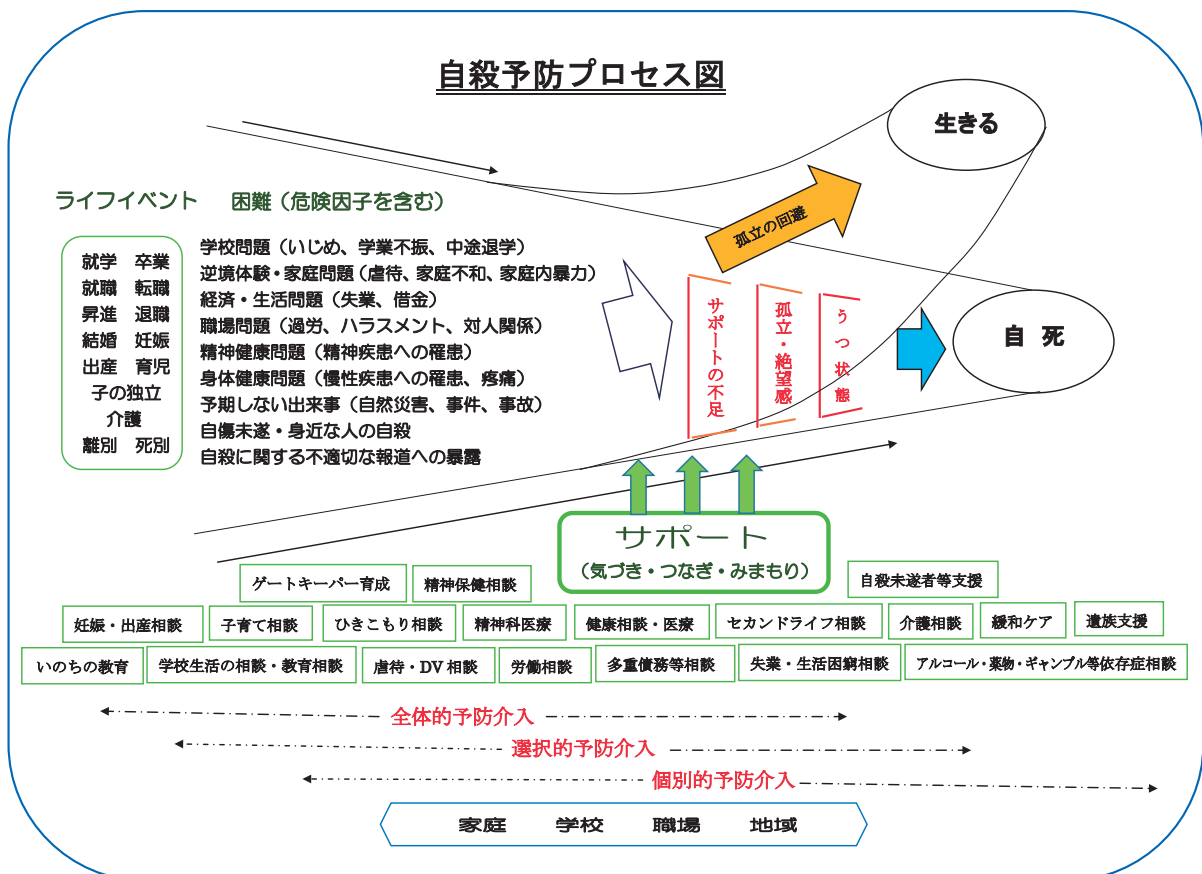 自殺予防プロセス図
生きる
ライフイベント　困難（危険因子を含む）
就学　卒業
就職　転職
昇進　退職
結婚　妊娠
出産　育児
子の独立
介護
離別　死別
学校問題（いじめ、学業不振、中途退学）
逆境体験・家庭問題（虐待、家庭不和、家庭内暴力）
経済・生活問題（失業、借金）
職場問題（過労、ハラスメント、対人関係）
精神健康問題（精神疾患への罹患）
身体健康問題（慢性疾患への罹患、疼痛）
予期しない出来事（自然災害、事件、事故）
自傷未遂・身近な人の自殺
自殺に関する不適切な報道への暴露
孤立の回避
サポートの不足
孤立・絶望感
うつ状態
自　死
サポート
（気づき・つなぎ・みまもり）
ゲートキーパー育成　精神保健相談　自殺未遂者等支援
妊娠・出産相談　子育て相談　ひきこもり相談　精神科医療　健康相談・医療　セカンドライフ相談　介護相談　緩和ケア　遺族支援
いのちの教育　学校生活の相談・教育相談　虐待・DV相談　労働相談　多重債務等相談　失業・生活困窮相談　アルコール・薬物・ギャンブル等依存症相談
全体的予防介入
選択的予防介入
個別的予防介入
家庭　学校　職場　地域